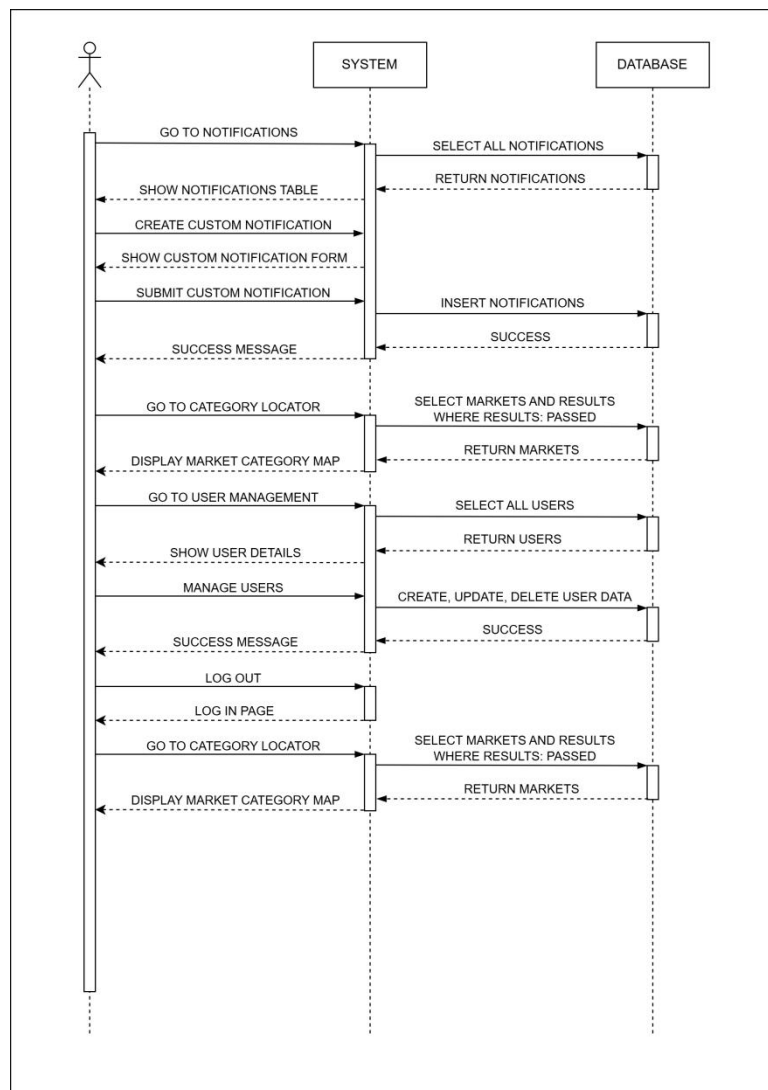 SYSTEM
DATABASE
GO TO NOTIFICATIONS
SELECT ALL NOTIFICATIONS
RETURN NOTIFICATIONS
SHOW NOTIFICATIONS TABLE
CREATE CUSTOM NOTIFICATION
SHOW CUSTOM NOTIFICATION FORM
SUBMIT CUSTOM NOTIFICATION
INSERT NOTIFICATIONS
SUCCESS
SUCCESS MESSAGE
GO TO CATEGORY LOCATOR
SELECT MARKETS AND RESULTS
WHERE RESULTS: PASSED
RETURN MARKETS
DISPLAY MARKET CATEGORY MAP
GO TO USER MANAGEMENT
SELECT ALL USERS
RETURN USERS
SHOW USER DETAILS
MANAGE USERS
CREATE, UPDATE, DELETE USER DATA
SUCCESS
SUCCESS MESSAGE
LOG OUT
LOG IN PAGE
GO TO CATEGORY LOCATOR
SELECT MARKETS AND RESULTS
WHERE RESULTS: PASSED
RETURN MARKETS
DISPLAY MARKET CATEGORY MAP